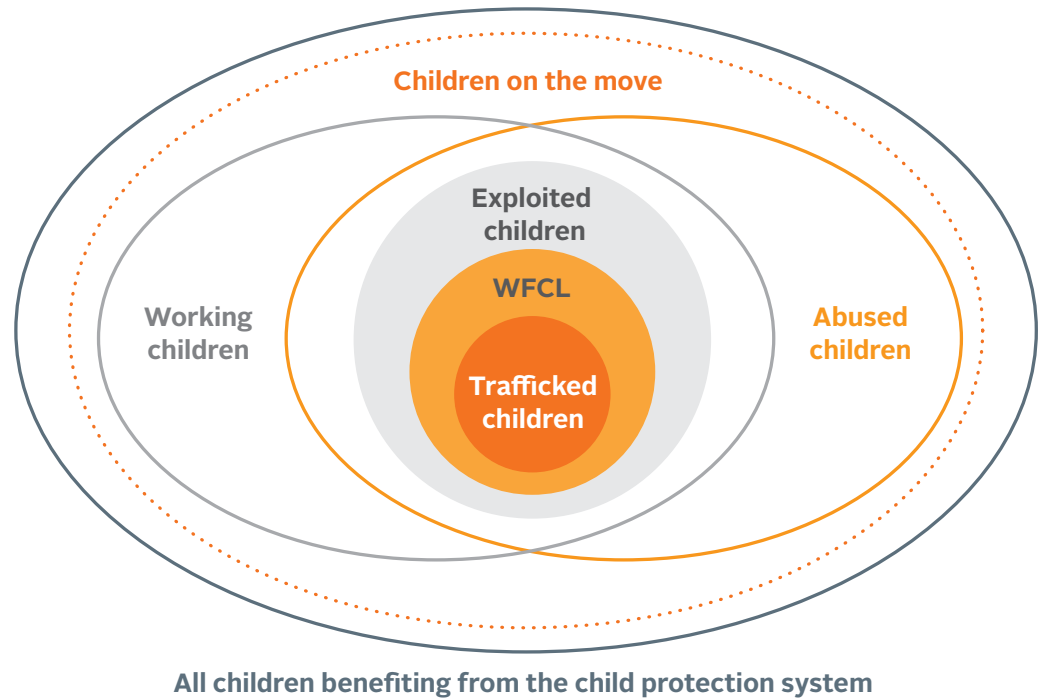 Children on the move
Exploited
children
WFCL
Working
children
Abused
children
Trafficked
children
All children benefiting from the child protection system